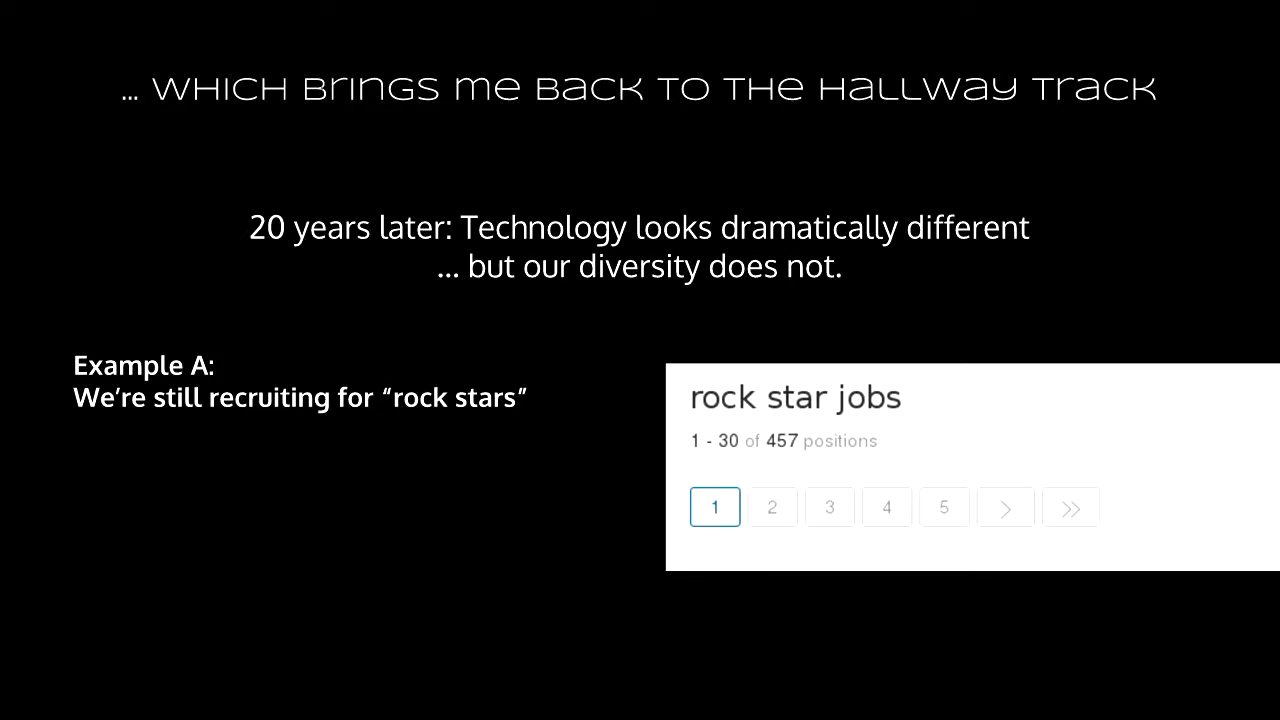 ... WHICH BRINGS ME BACK TO THE HALLWAY TRACK
20 years later: Technology looks dramatically different
... but our diversity does not.
Example A:
We’re still recruiting for “rock stars”
rock star jobs
1 - 30 of 457 positions
1 2 3 4 5 > >>